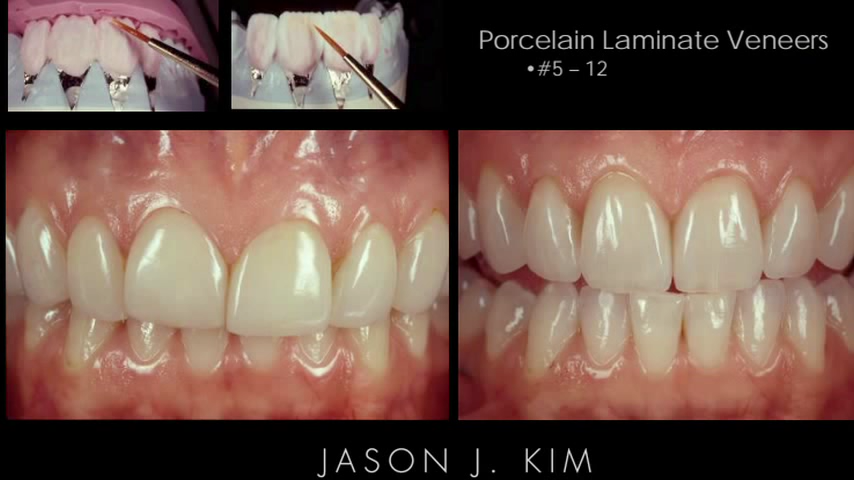 Porcelain Laminate Veneers
•#5 – 12
JASON J. KIM